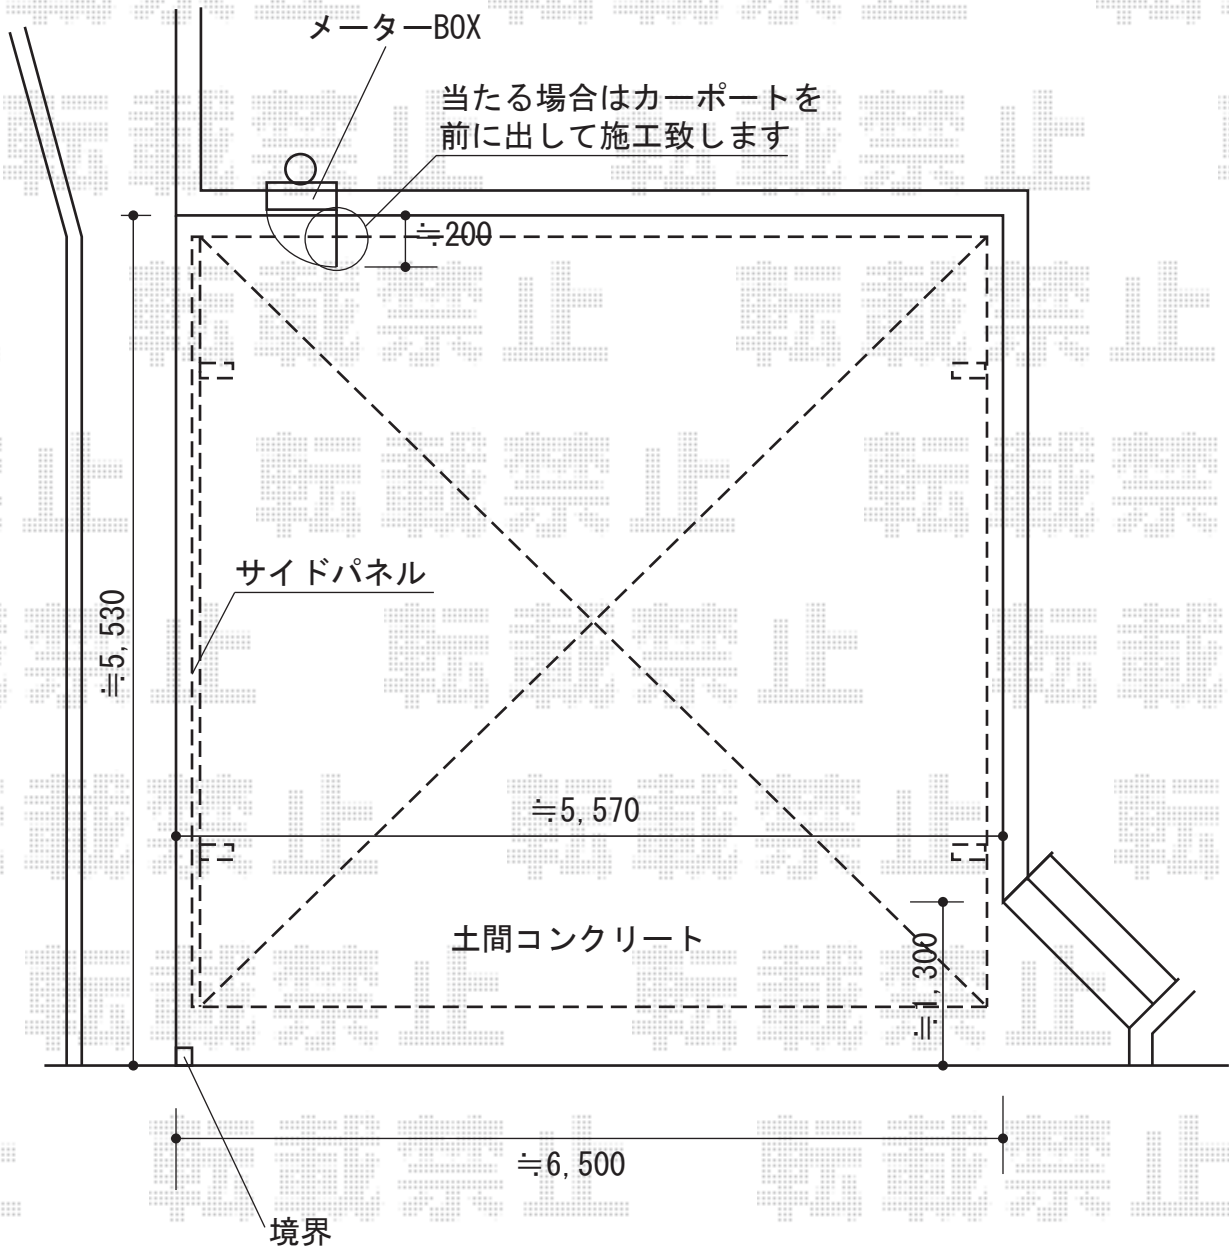 メーターBOX
当たる場合はカーポートを
前に出して施工致します
≒200
サイドパネル
≒5,530
≒5,570
土間コンクリート
≒1,300
≒6,500
境界
転載禁止